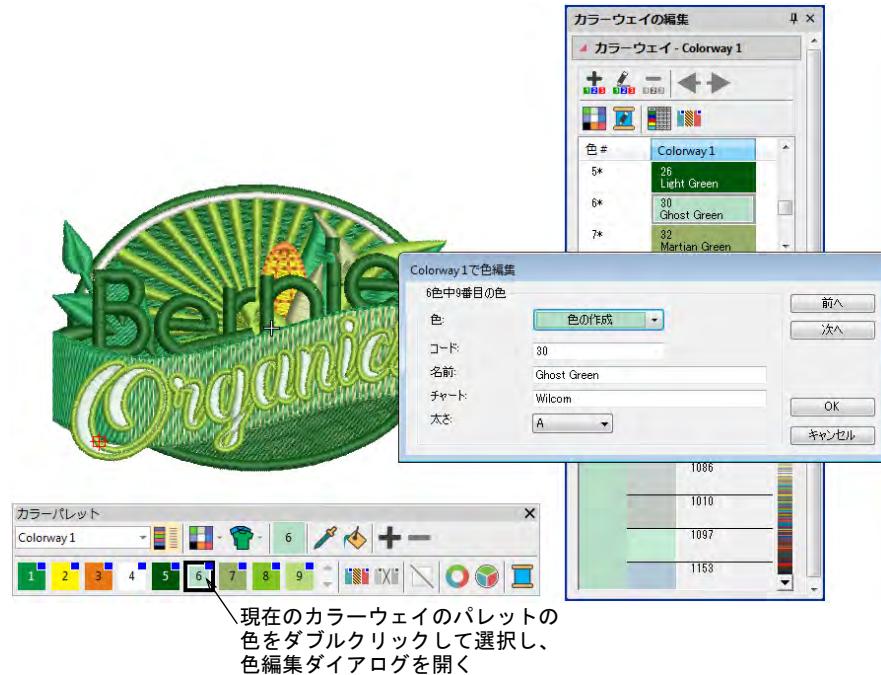 カラーウェイの編集
カラーウェイ - Colorway 1
色 #
Colorway 1
5*
26
Light Green
6*
30
Ghost Green
7*
32
Martian Green
Bernie
Organics
Colorway 1で色編集
6色中9番目の色
色:
色の作成
コード:
30
名前:
Ghost Green
チャート:
Wilcom
太さ:
A
前へ
次へ
OK
キャンセル
1086
1010
1097
1153
カラーパレット
Colorway 1
6
1 2 3 4 5 6 7 8 9
現在のカラーウェイのパレットの
色をダブルクリックして選択し、
色編集ダイアログを開く